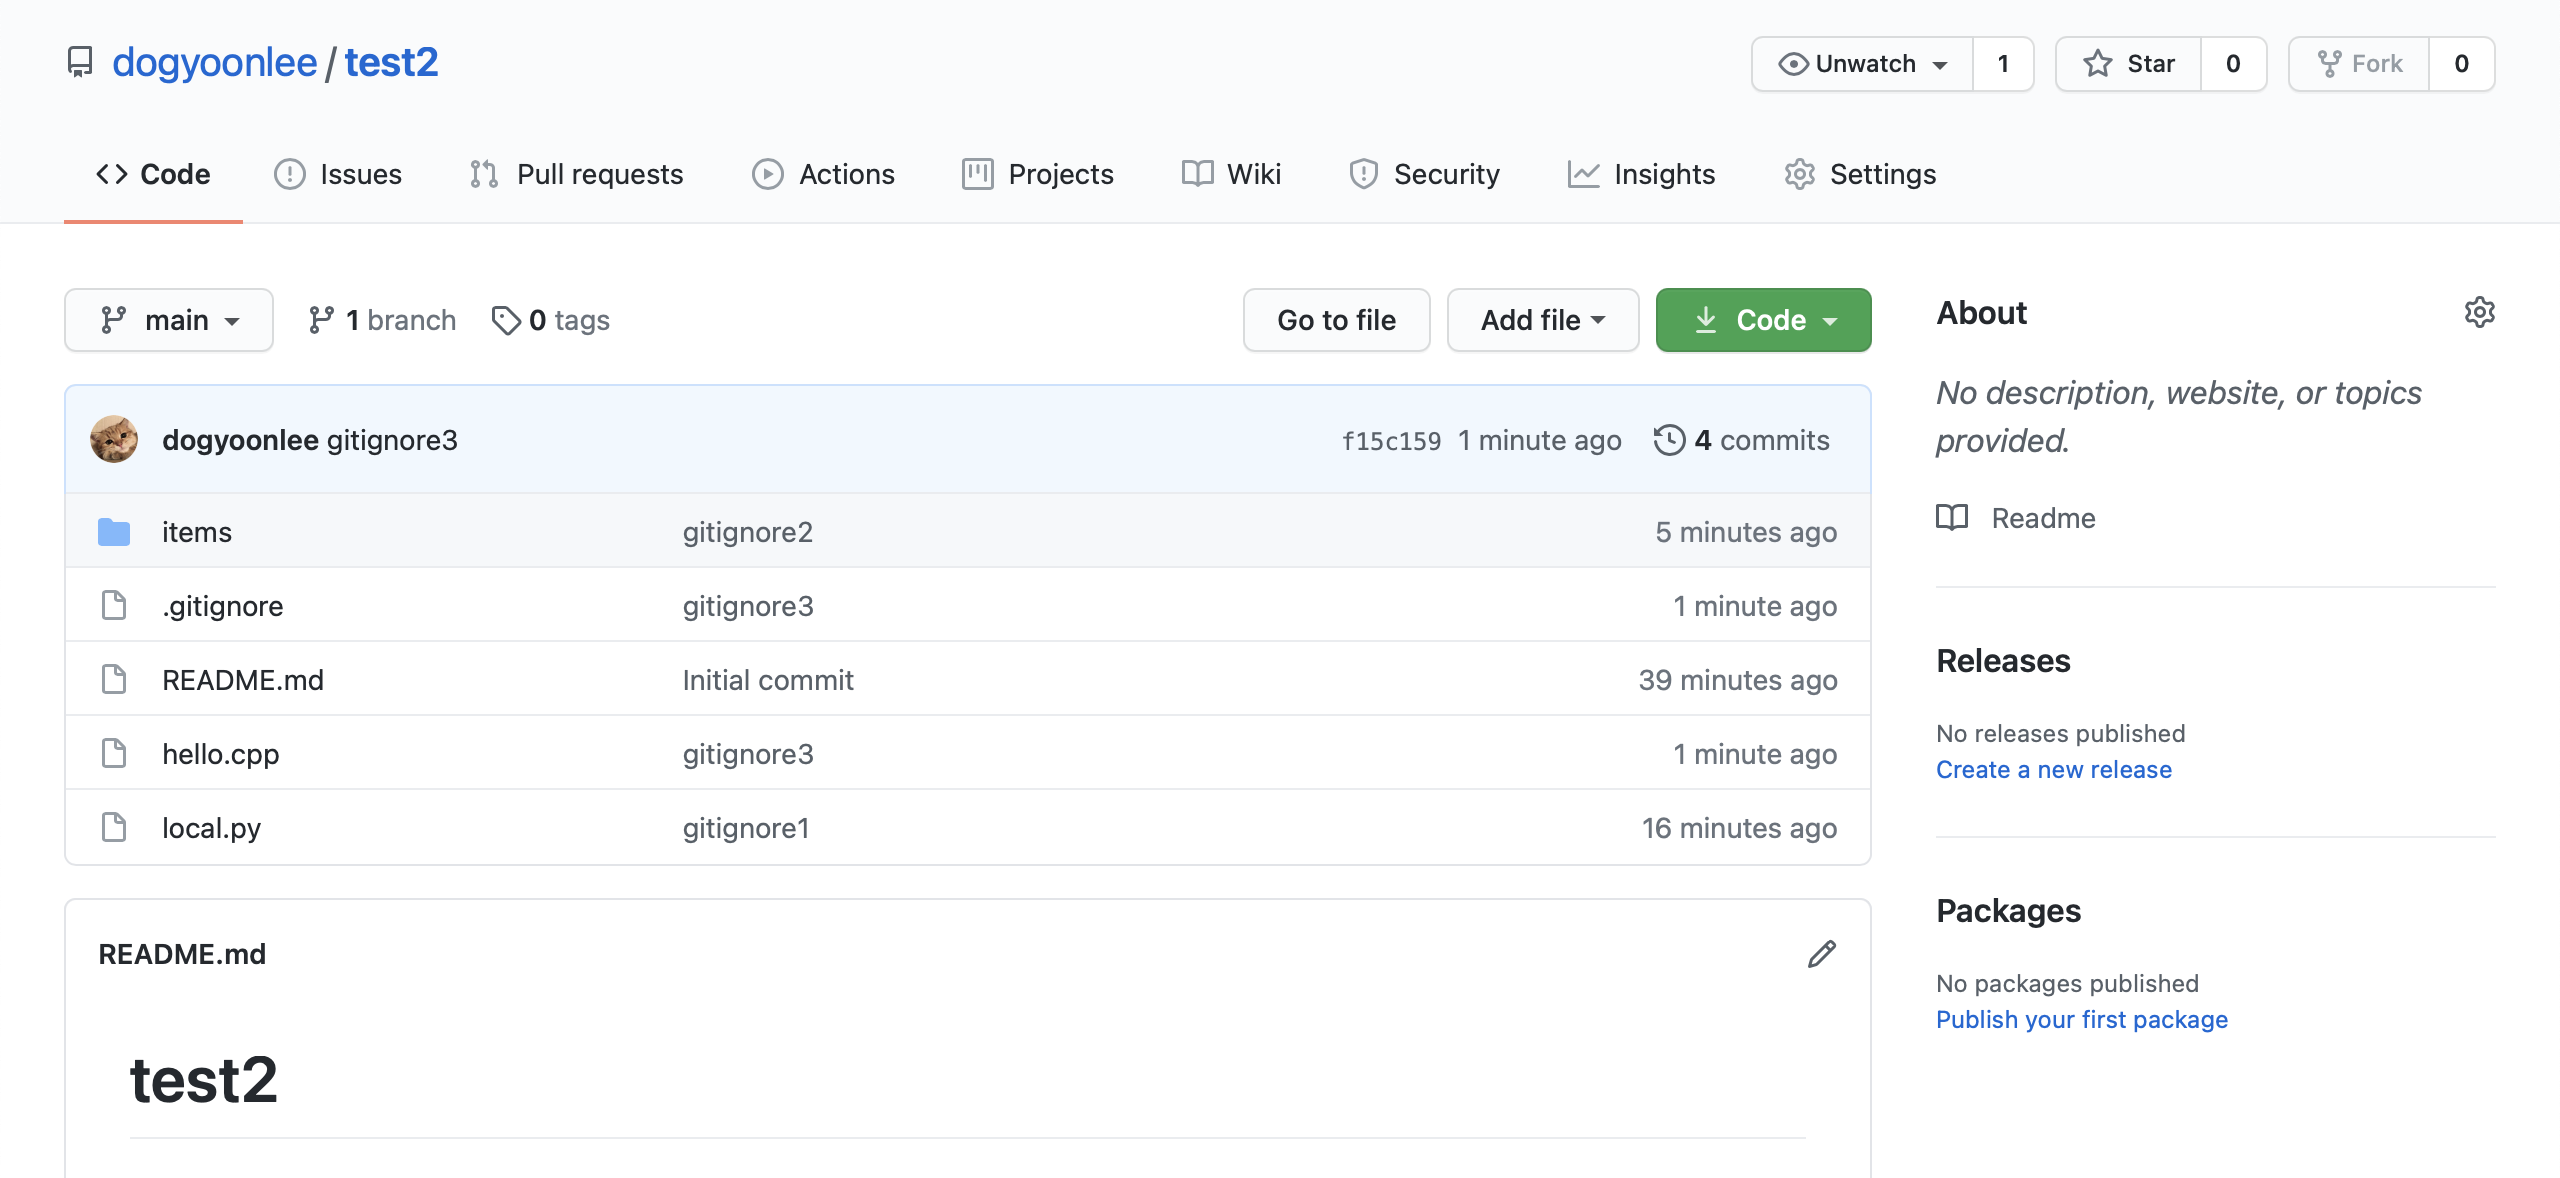 dogyoonlee / test2
Unwatch 1 Star 0 Fork 0
Code Issues Pull requests Actions Projects Wiki Security Insights Settings
main 1 branch 0 tags Go to file Add file Code
dogyoonlee gitignore3 f15c159 1 minute ago 4 commits
items gitignore2 5 minutes ago
.gitignore gitignore3 1 minute ago
README.md Initial commit 39 minutes ago
hello.cpp gitignore3 1 minute ago
local.py gitignore1 16 minutes ago
README.md
test2
About
No description, website, or topics
provided.
Readme
Releases
No releases published
Create a new release
Packages
No packages published
Publish your first package